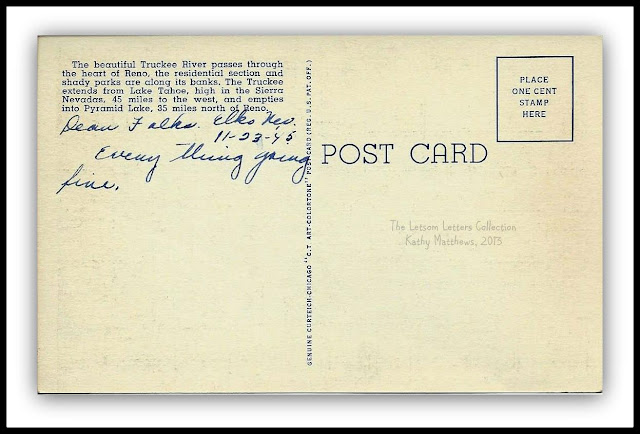 The beautiful Truckee River passes through
the heart of Reno, the residential section and
shady parks are along its banks. The Truckee
extends from Lake Tahoe, high in the Sierra
Nevadas, 45 miles to the west, and empties
into Pyramid Lake, 35 miles north of Reno.
Dear Folks. Elko Nev.
11-23-45
Every thing going
fine.
GENUINE CURTEICH-CHICAGO "C.T. ART-COLORTONE" POST CARD (REG. U.S. PAT. OFF.)
POST CARD
PLACE
ONE CENT
STAMP
HERE
The Letsom Letters Collection
Kathy Matthews, 2013